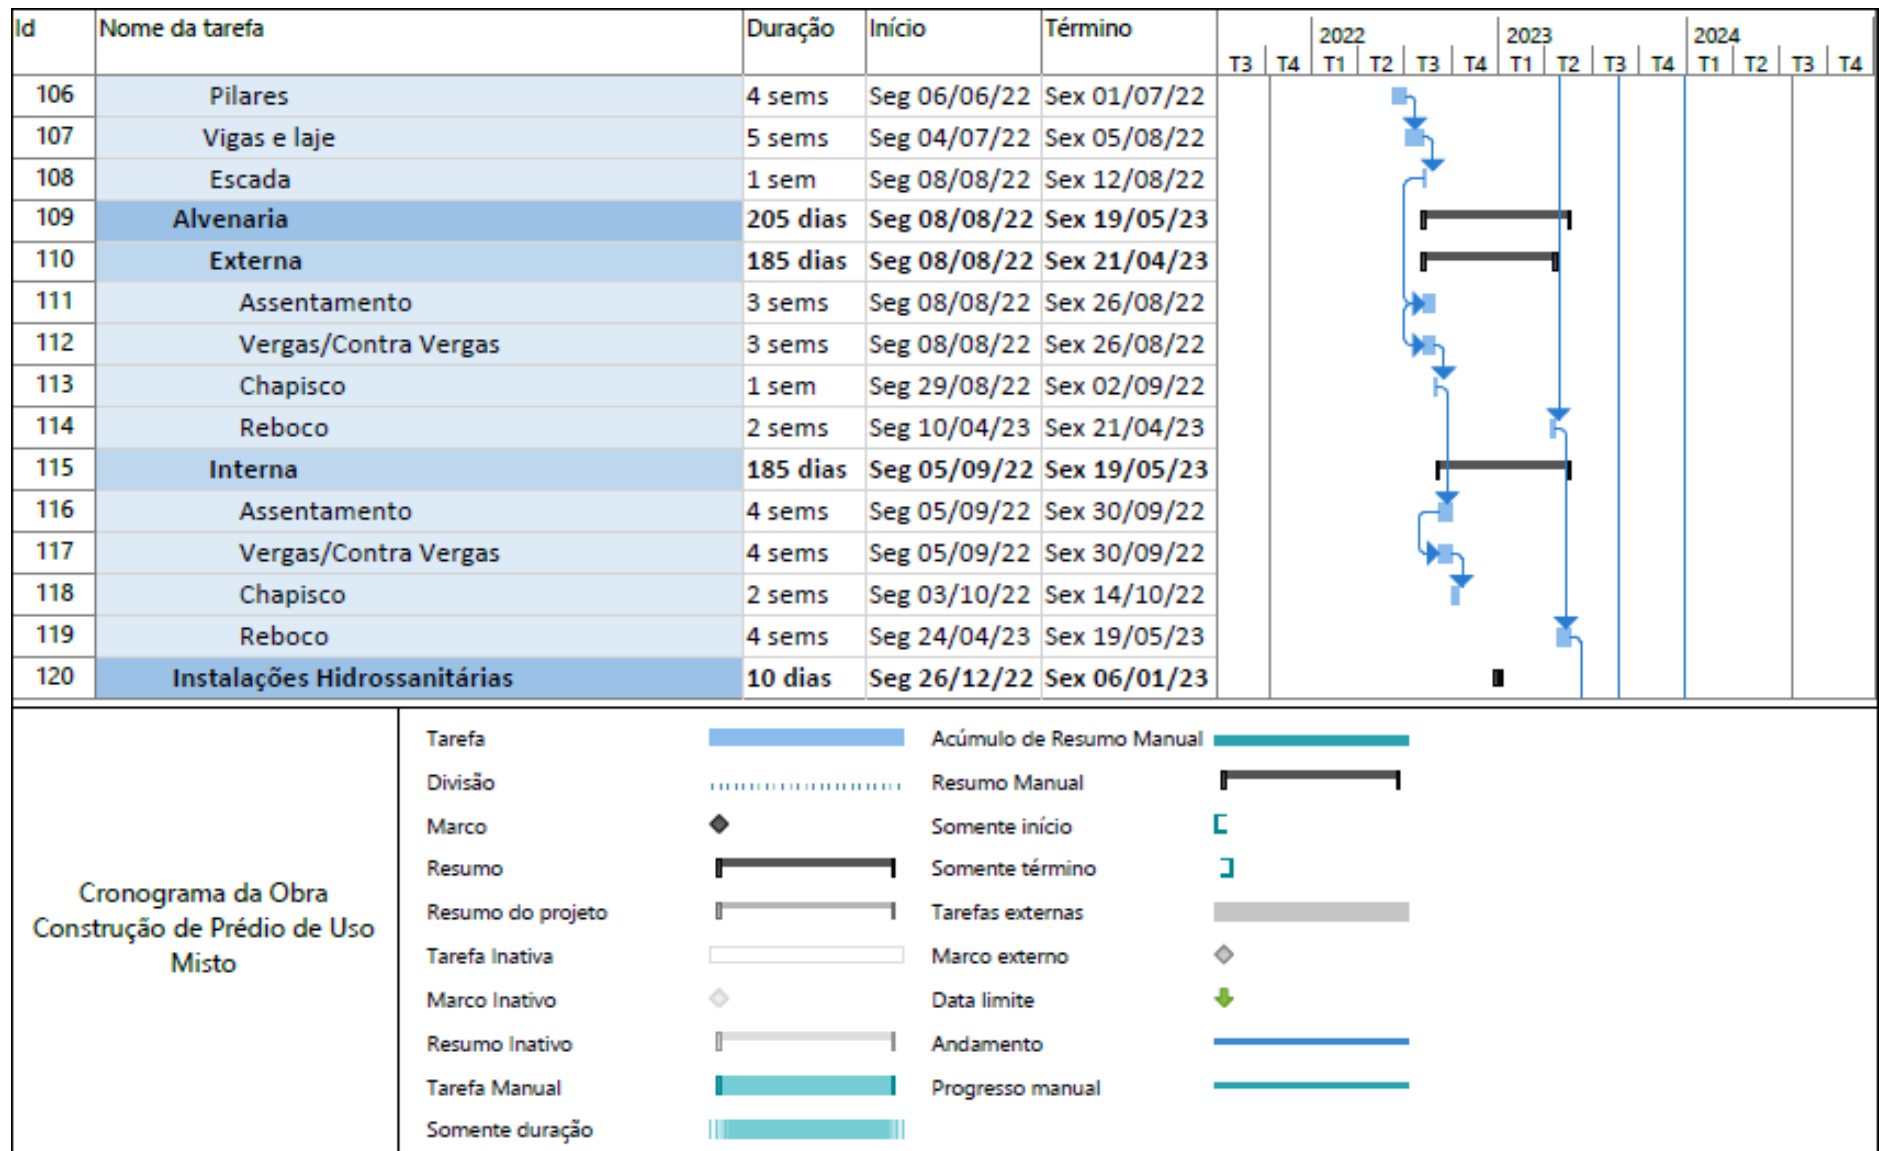 Id Nome da tarefa Duração Início Término 2022 2023 2024
T3 T4 T1 T2 T3 T4 T1 T2 T3 T4 T1 T2 T3 T4
106 Pilares 4 sems Seg 06/06/22 Sex 01/07/22
107 Vigas e laje 5 sems Seg 04/07/22 Sex 05/08/22
108 Escada 1 sem Seg 08/08/22 Sex 12/08/22
109 Alvenaria 205 dias Seg 08/08/22 Sex 19/05/23
110 Externa 185 dias Seg 08/08/22 Sex 21/04/23
111 Assentamento 3 sems Seg 08/08/22 Sex 26/08/22
112 Vergas/Contra Vergas 3 sems Seg 08/08/22 Sex 26/08/22
113 Chapisco 1 sem Seg 29/08/22 Sex 02/09/22
114 Reboco 2 sems Seg 10/04/23 Sex 21/04/23
115 Interna 185 dias Seg 05/09/22 Sex 19/05/23
116 Assentamento 4 sems Seg 05/09/22 Sex 30/09/22
117 Vergas/Contra Vergas 4 sems Seg 05/09/22 Sex 30/09/22
118 Chapisco 2 sems Seg 03/10/22 Sex 14/10/22
119 Reboco 4 sems Seg 24/04/23 Sex 19/05/23
120 Instalações Hidrossanitárias 10 dias Seg 26/12/22 Sex 06/01/23
Cronograma da Obra
Construção de Prédio de Uso
Misto
Tarefa
Divisão
Marco
Resumo
Resumo do projeto
Tarefa Inativa
Marco Inativo
Resumo Inativo
Tarefa Manual
Somente duração
Acúmulo de Resumo Manual
Resumo Manual
Somente início
Somente término
Tarefas externas
Marco externo
Data limite
Andamento
Progresso manual